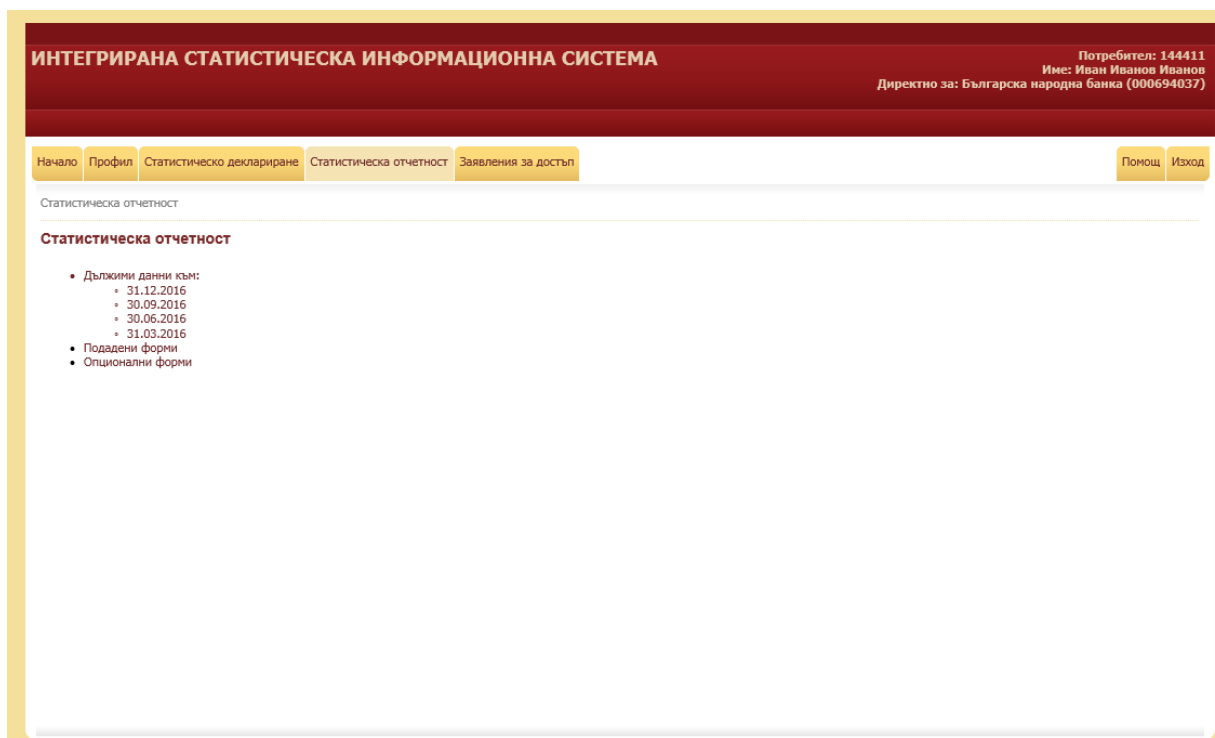 ИНТЕГРИРАНА СТАТИСТИЧЕСКА ИНФОРМАЦИОННА СИСТЕМА
Потребител: 144411
Име: Иван Иванов Иванов
Директно за: Българска народна банка (000694037)
Начало Профил Статистическо деклариране Статистическа отчетност Заявления за достъп Помощ Изход
Статистическа отчетност
Статистическа отчетност
Дължими данни към:
31.12.2016
30.09.2016
30.06.2016
31.03.2016
Подадени форми
Опционални форми